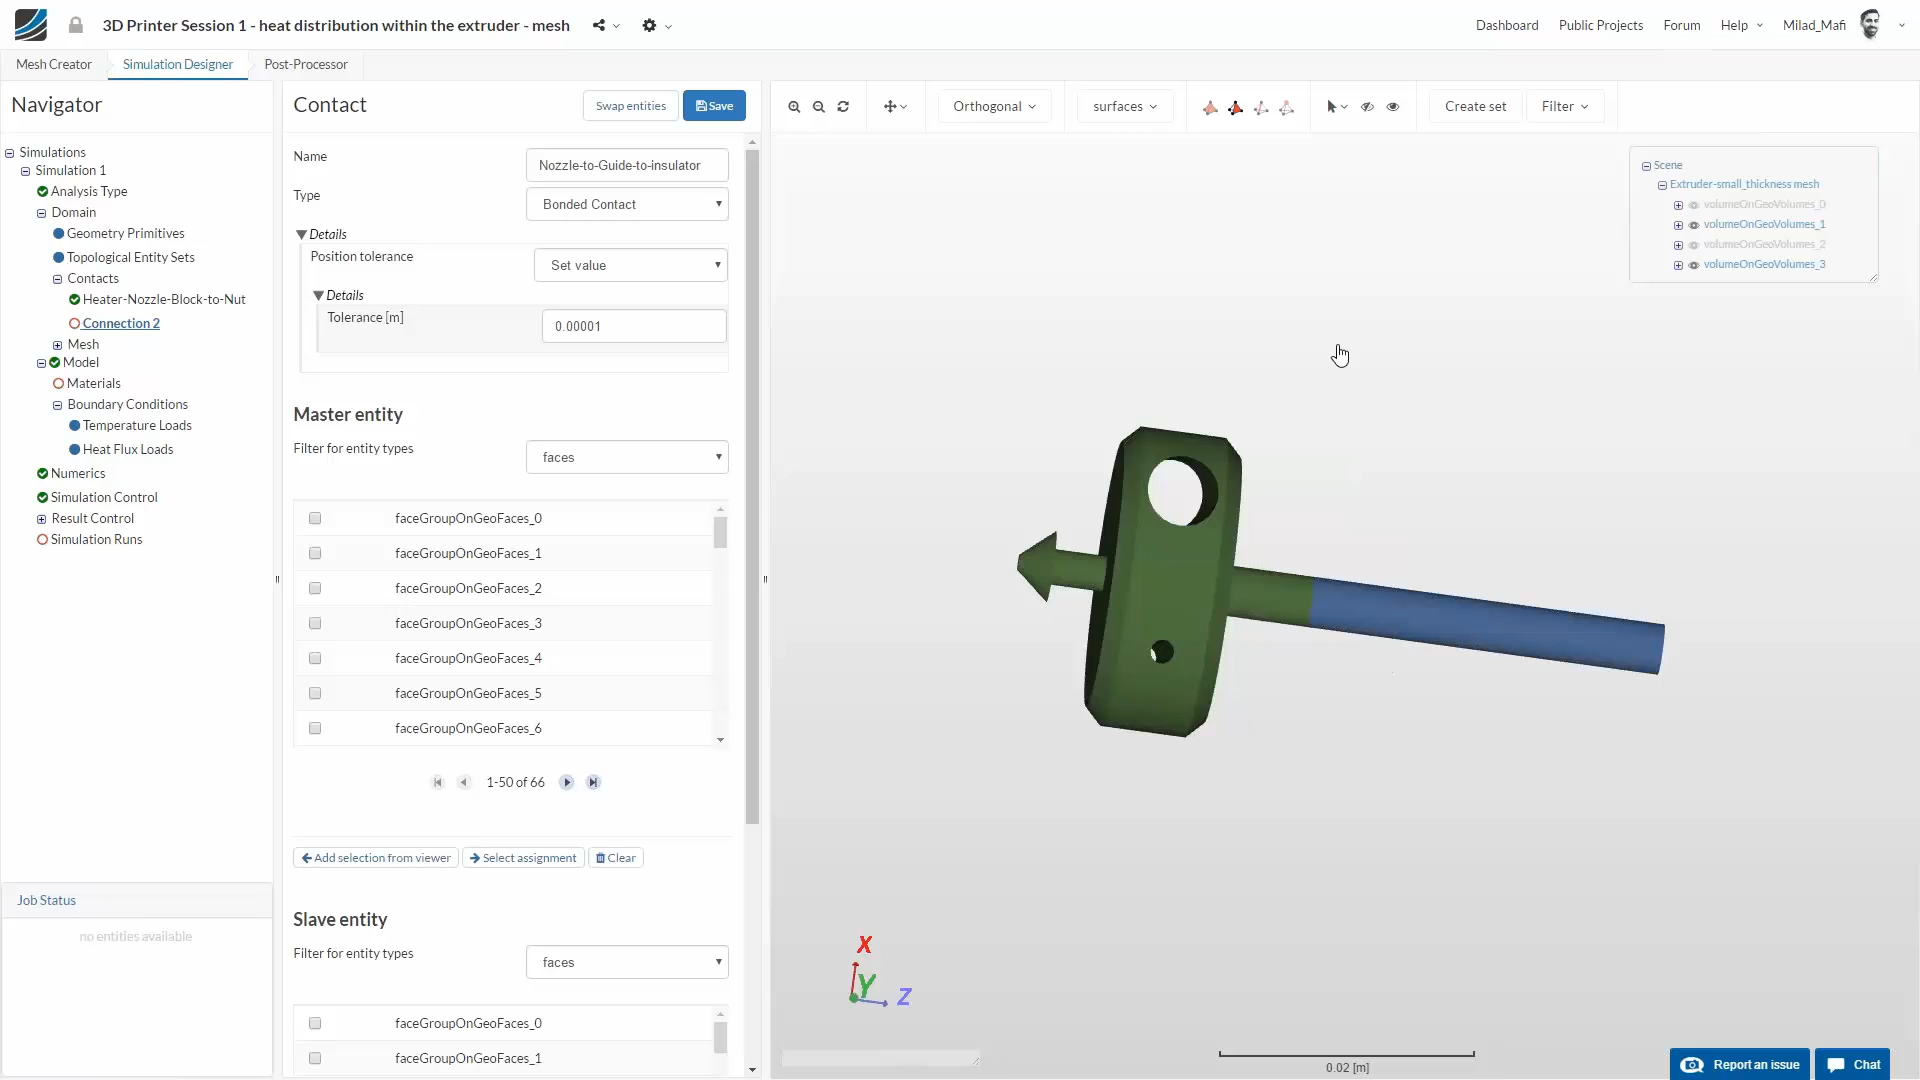 3D Printer Session 1 - heat distribution within the extruder - mesh
Dashboard
Public Projects
Forum
Help
Milad_Mafi
Mesh Creator
Simulation Designer
Post-Processor
Navigator
Simulations
Simulation 1
Analysis Type
Domain
Geometry Primitives
Topological Entity Sets
Contacts
Heater-Nozzle-Block-to-Nut
Connection 2
Mesh
Model
Materials
Boundary Conditions
Temperature Loads
Heat Flux Loads
Numerics
Simulation Control
Result Control
Simulation Runs
Job Status
no entities available
Contact
Swap entities
Save
Name
Nozzle-to-Guide-to-insulator
Type
Bonded Contact
Details
Position tolerance
Set value
Details
Tolerance [m]
0.00001
Master entity
Filter for entity types
faces
faceGroupOnGeoFaces_0
faceGroupOnGeoFaces_1
faceGroupOnGeoFaces_2
faceGroupOnGeoFaces_3
faceGroupOnGeoFaces_4
faceGroupOnGeoFaces_5
faceGroupOnGeoFaces_6
1-50 of 66
Add selection from viewer
Select assignment
Clear
Slave entity
Filter for entity types
faces
faceGroupOnGeoFaces_0
faceGroupOnGeoFaces_1
Orthogonal
surfaces
Create set
Filter
Scene
Extruder-small_thickness mesh
volumeOnGeoVolumes_0
volumeOnGeoVolumes_1
volumeOnGeoVolumes_2
volumeOnGeoVolumes_3
X
Y
Z
0.02 [m]
Report an issue
Chat